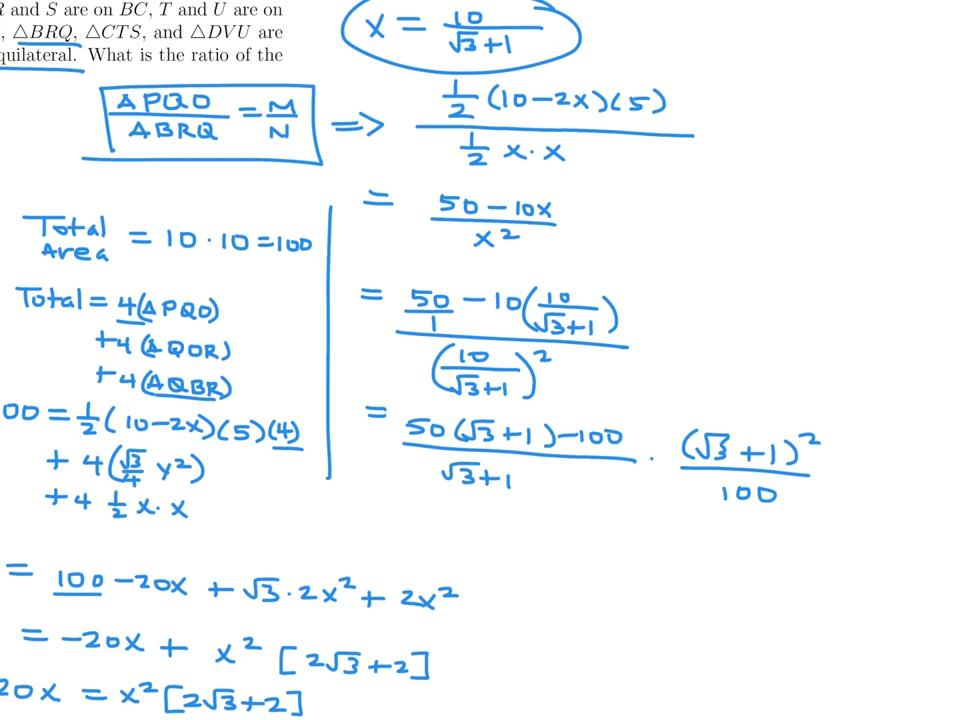 R and S are on BC, T and U are on
, △BRQ, △CTS, and △DVU are
quilateral. What is the ratio of the
x = 10/(√3+1)
△PQO/△BRQ = M/N => (1/2 (10-2x)(5))/(1/2 x·x)
= (50-10x)/x²
Total Area = 10·10=100
Total = 4(△PQO)
+4(△QOR)
+4(△QBR)
00 = 1/2(10-2x)(5)(4)
+ 4(√3/4 y²)
+4 1/2 x·x
= (50/1 - 10(10/(√3+1)))/(10/(√3+1))²
= (50(√3+1)-100)/(√3+1) · (√3+1)²/100
= 100-20x + √3·2x² + 2x²
= -20x + x² [2√3+2]
20x = x²[2√3+2]